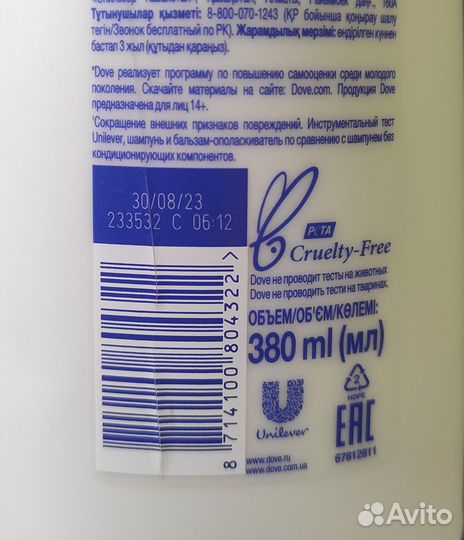 Тұтынушылар қызметі: 8-800-070-1243 (ҚР бойынша қоңырау шалу
тегін/Звонок бесплатный по РК). Жарамдылық мерзімі: өндірілген күннен
бастап 3 жыл (құтыдан қараңыз).
*Dove реализует программу по повышению самооценки среди молодого
поколения. Скачайте материалы на сайте: Dove.com. Продукция Dove
предназначена для лиц 14+.
*Сокращение внешних признаков повреждений. Инструментальный тест
Unilever, шампунь и бальзам-ополаскиватель по сравнению с шампунем без
кондиционирующих компонентов.
30/08/23
233532 C 06:12
8 714100 804322 >
PETA
Cruelty-Free
Dove не проводит тесты на животных
Dove не проводить тести на тваринах.
ОБЪЕМ/ОБ'ЄМ/КӨЛЕМІ:
380 ml (мл)
Unilever
2
HDPE
EAC
67812811
www.dove.ru
www.dove.com.ua
Avito